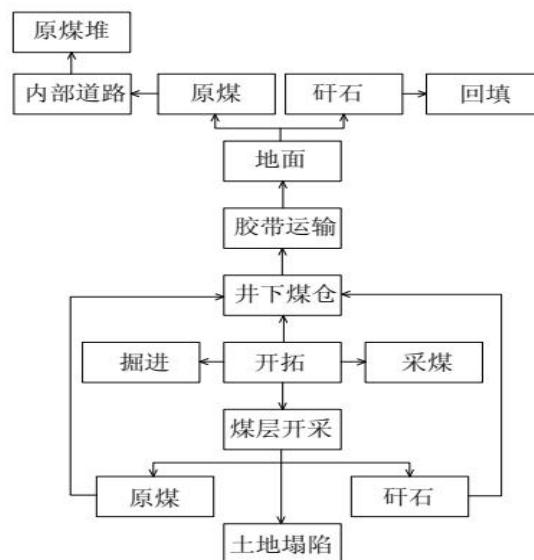 原煤堆
内部道路
原煤
矸石
回填
地面
胶带运输
井下煤仓
掘进
开拓
采煤
煤层开采
原煤
矸石
土地塌陷